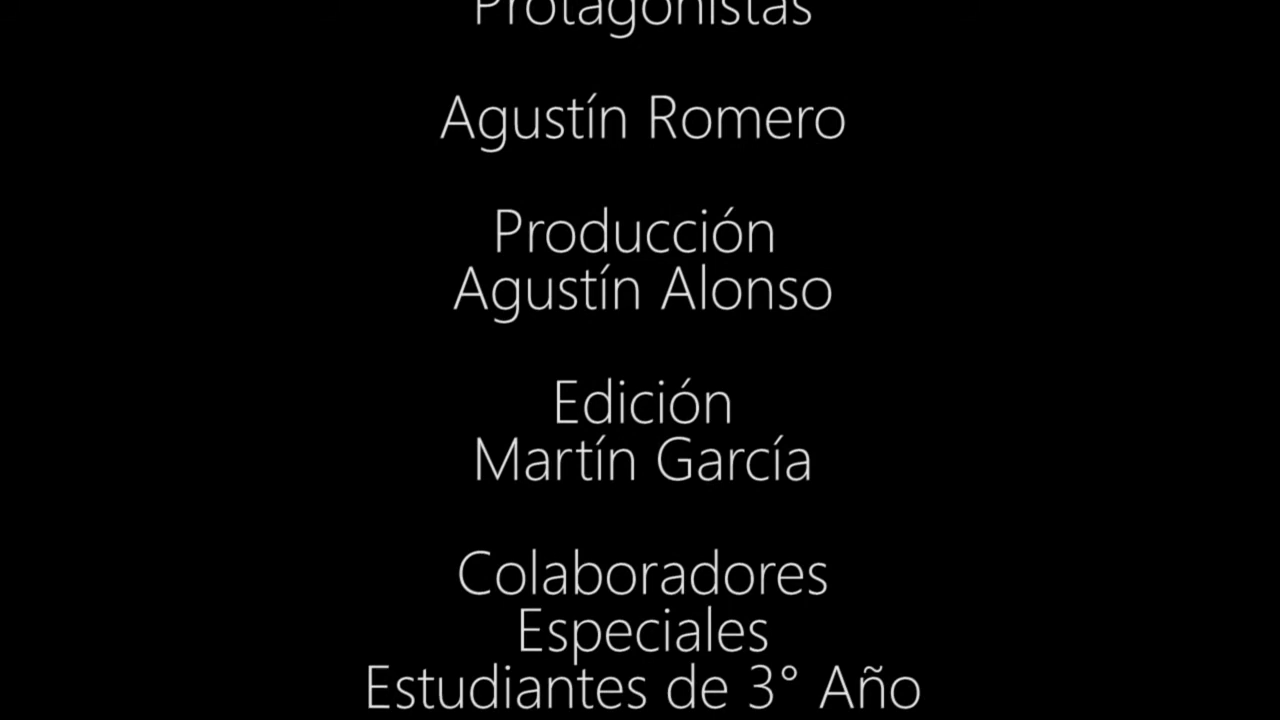 Protagonistas
Agustín Romero
Producción
Agustín Alonso
Edición
Martín García
Colaboradores
Especiales
Estudiantes de 3° Año